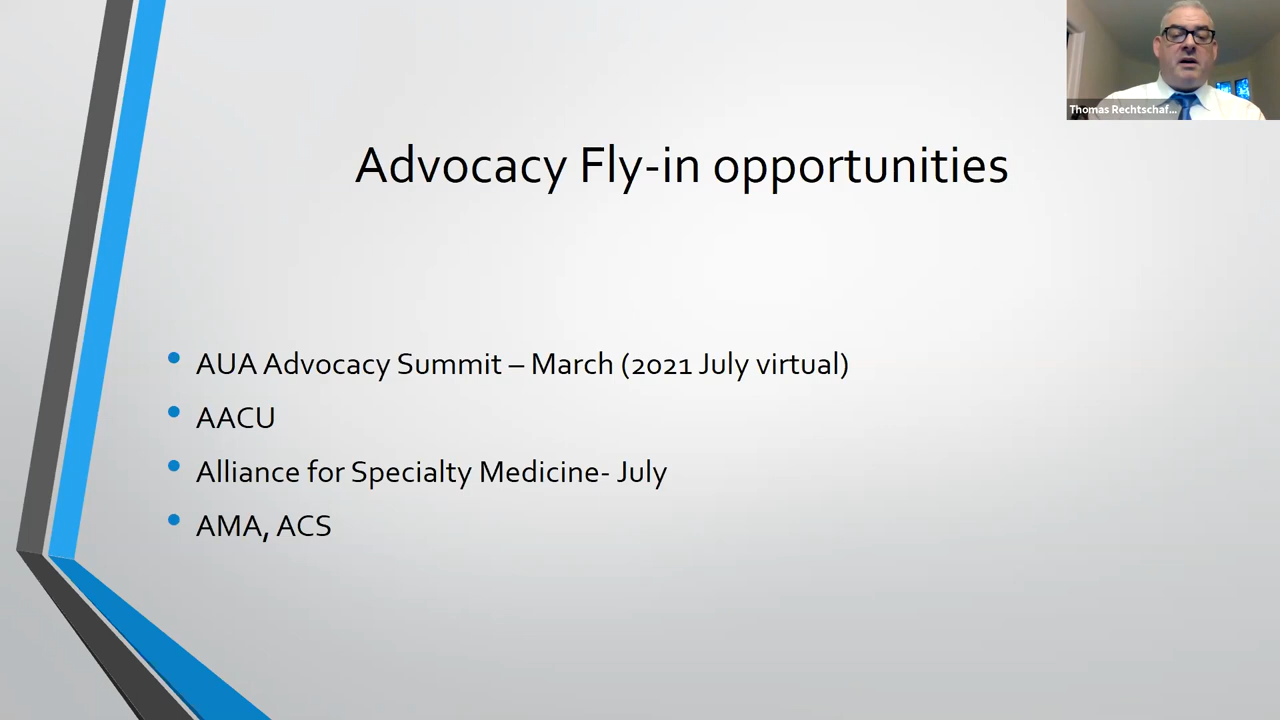 Thomas Rechtschaf...
Advocacy Fly-in opportunities
• AUA Advocacy Summit – March (2021 July virtual)
• AACU
• Alliance for Specialty Medicine- July
• AMA, ACS